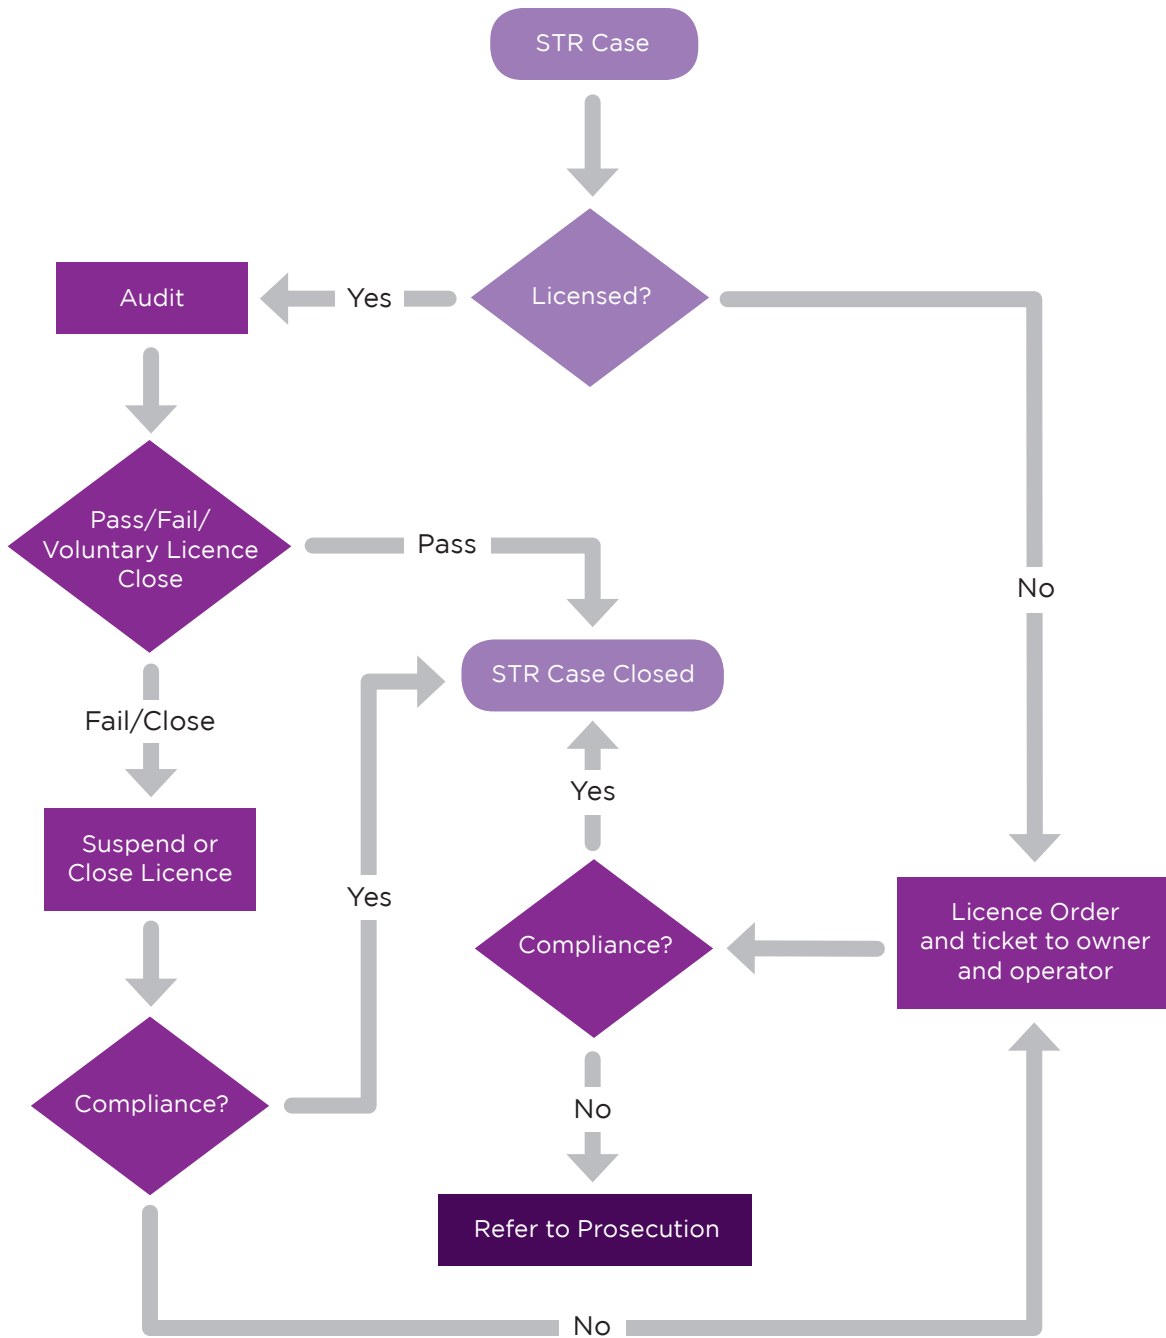 STR Case
Licensed?
Yes
Audit
Pass/Fail/
Voluntary Licence
Close
Pass
No
STR Case Closed
Fail/Close
Yes
Suspend or
Close Licence
Yes
Compliance?
Licence Order
and ticket to owner
and operator
Compliance?
No
Refer to Prosecution
No